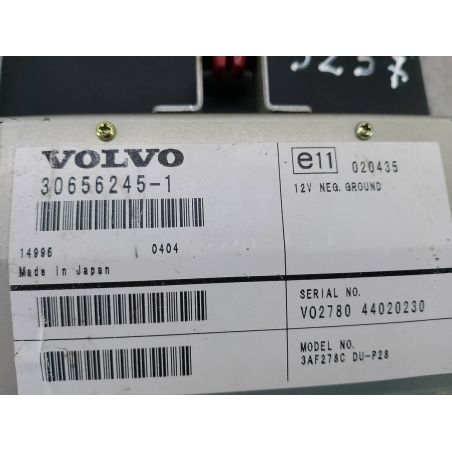 VOLVO
30656245-1
14996 0404
Made in Japan
e11 020435
12V NEG. GROUND
SERIAL NO.
VO2780 44020230
MODEL NO.
3AF278C DU-P28